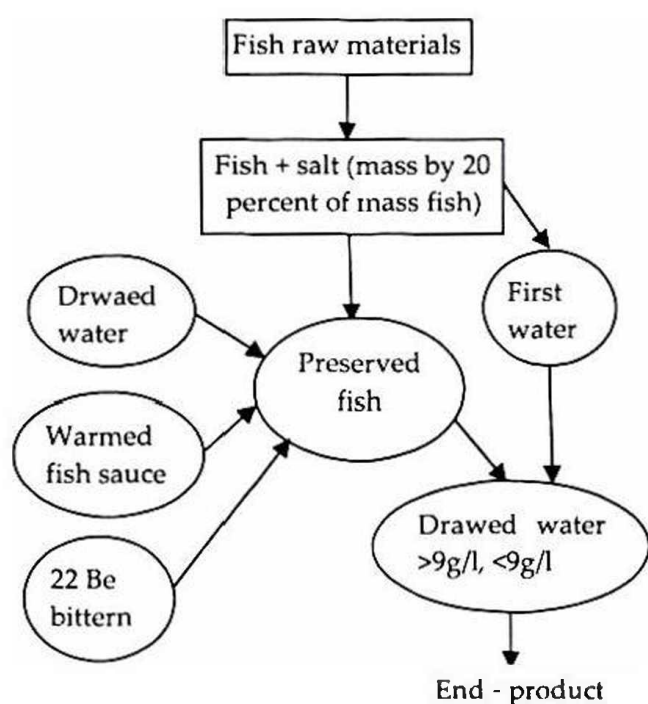 Fish raw materials
Fish + salt (mass by 20
percent of mass fish)
Drwaed
water
First
water
Preserved
fish
Warmed
fish sauce
Drawed water
>9g/l, <9g/l
22 Be
bittern
End - product